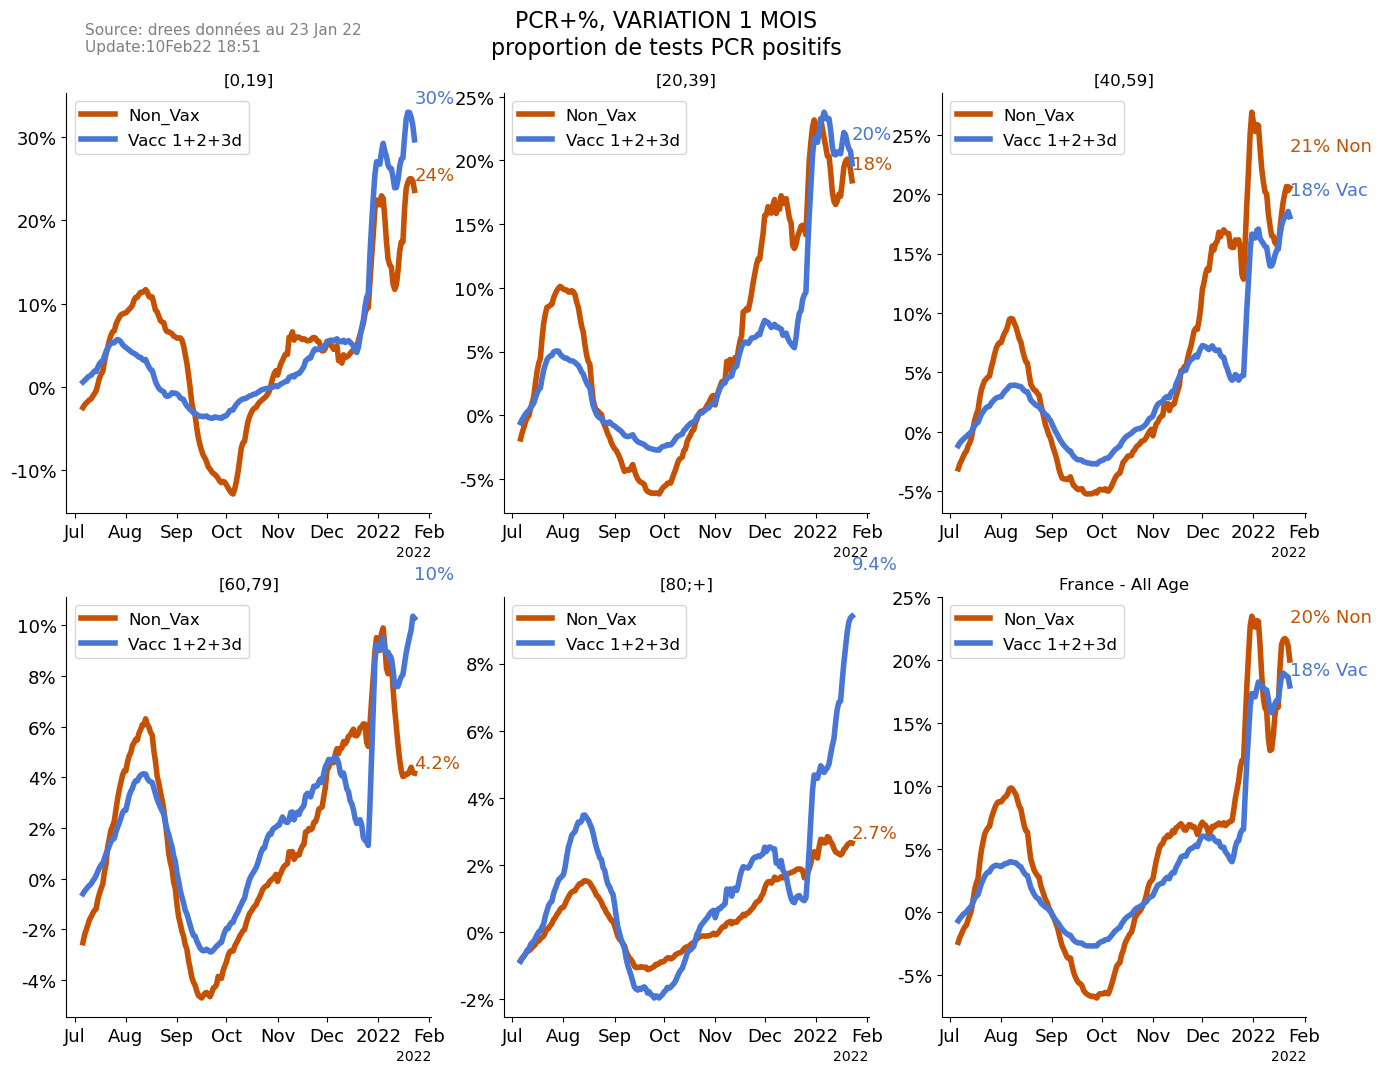 Source: drees données au 23 Jan 22
Update:10Feb22 18:51
PCR+%, VARIATION 1 MOIS
proportion de tests PCR positifs
[0,19]
Non_Vax
Vacc 1+2+3d
30%
24%
30%
20%
10%
0%
-10%
Jul Aug Sep Oct Nov Dec 2022 Feb
2022
[20,39]
Non_Vax
Vacc 1+2+3d
20%
18%
25%
20%
15%
10%
5%
0%
-5%
Jul Aug Sep Oct Nov Dec 2022 Feb
2022
[40,59]
Non_Vax
Vacc 1+2+3d
21% Non
18% Vac
25%
20%
15%
10%
5%
0%
-5%
Jul Aug Sep Oct Nov Dec 2022 Feb
2022
[60,79]
Non_Vax
Vacc 1+2+3d
10%
4.2%
10%
8%
6%
4%
2%
0%
-2%
-4%
Jul Aug Sep Oct Nov Dec 2022 Feb
2022
[80;+]
Non_Vax
Vacc 1+2+3d
9.4%
2.7%
8%
6%
4%
2%
0%
-2%
Jul Aug Sep Oct Nov Dec 2022 Feb
2022
France - All Age
Non_Vax
Vacc 1+2+3d
20% Non
18% Vac
25%
20%
15%
10%
5%
0%
-5%
Jul Aug Sep Oct Nov Dec 2022 Feb
2022